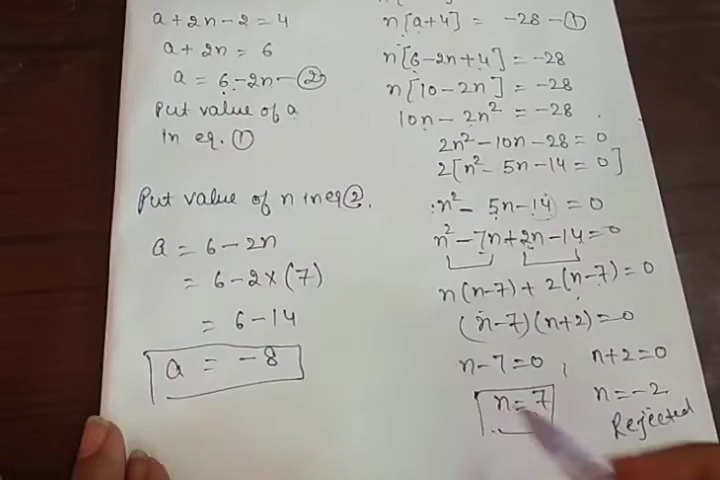 a + 2n - 2 = 4
a + 2n = 6
a = 6 - 2n - ②
Put value of a
in eq. ①
Put value of n in eq ②.
a = 6 - 2n
= 6 - 2 × (7)
= 6 - 14
a = -8
n[a + 4] = -28 - ①
n[6 - 2n + 4] = -28
n[10 - 2n] = -28
10n - 2n² = -28
2n² - 10n - 28 = 0
2[n² - 5n - 14 = 0]
n² - 5n - 14 = 0
n² - 7n + 2n - 14 = 0
n(n-7) + 2(n-7) = 0
(n-7)(n+2) = 0
n - 7 = 0, n + 2 = 0
n = 7 n = -2
Rejected